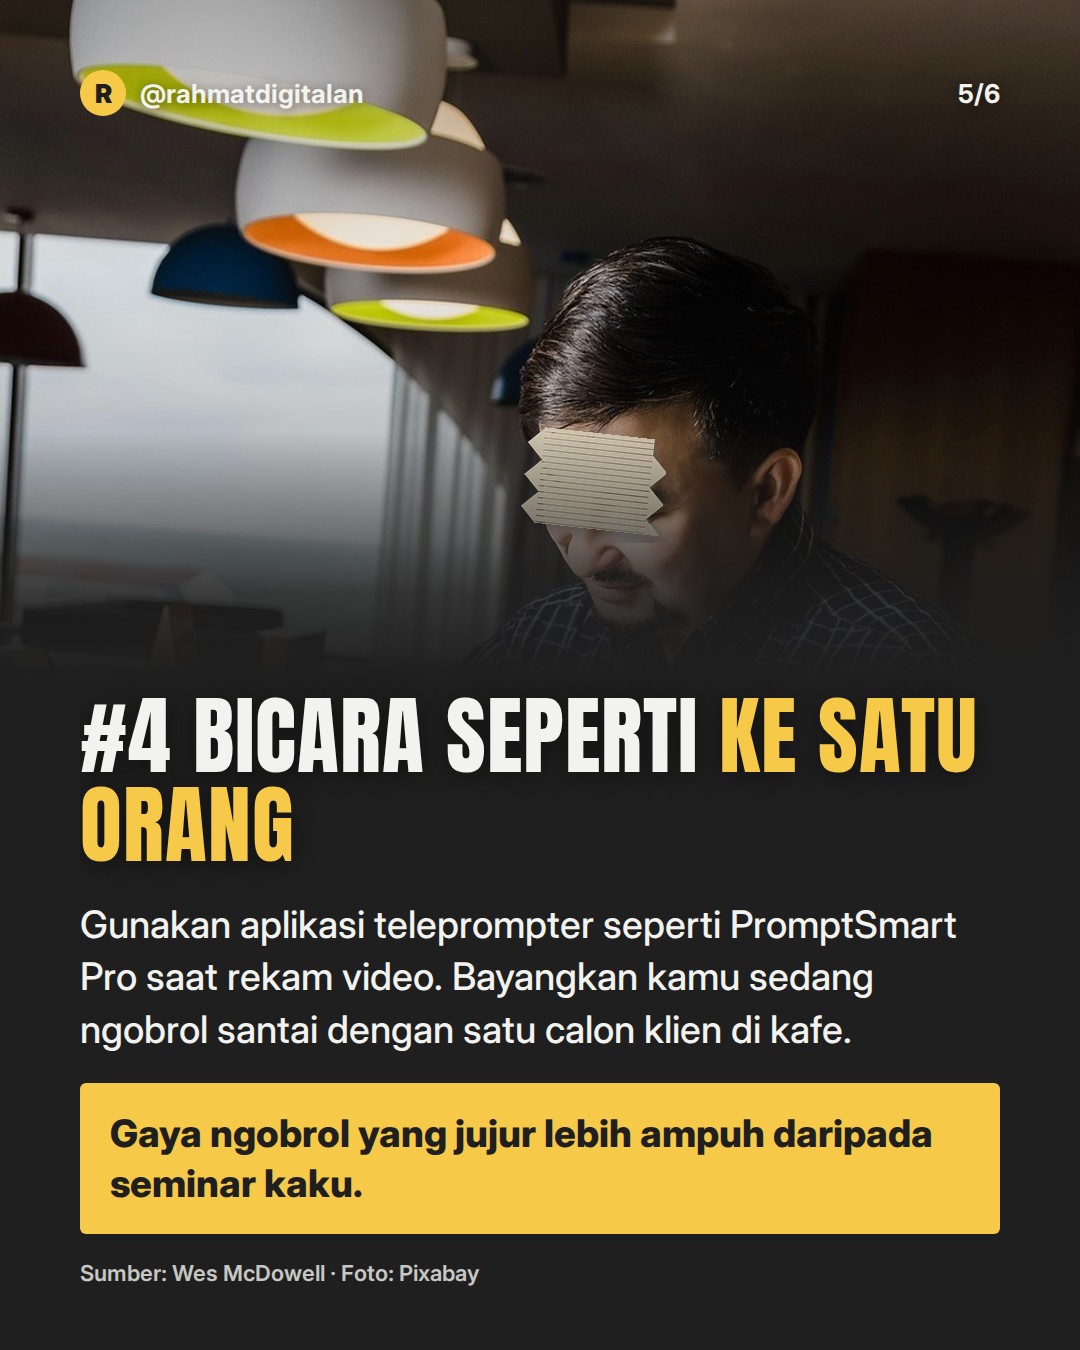 R @rahmatdigitalan
5/6
#4 BICARA SEPERTI KE SATU
ORANG
Gunakan aplikasi teleprompter seperti PromptSmart
Pro saat rekam video. Bayangkan kamu sedang
ngobrol santai dengan satu calon klien di kafe.
Gaya ngobrol yang jujur lebih ampuh daripada
seminar kaku.
Sumber: Wes McDowell · Foto: Pixabay